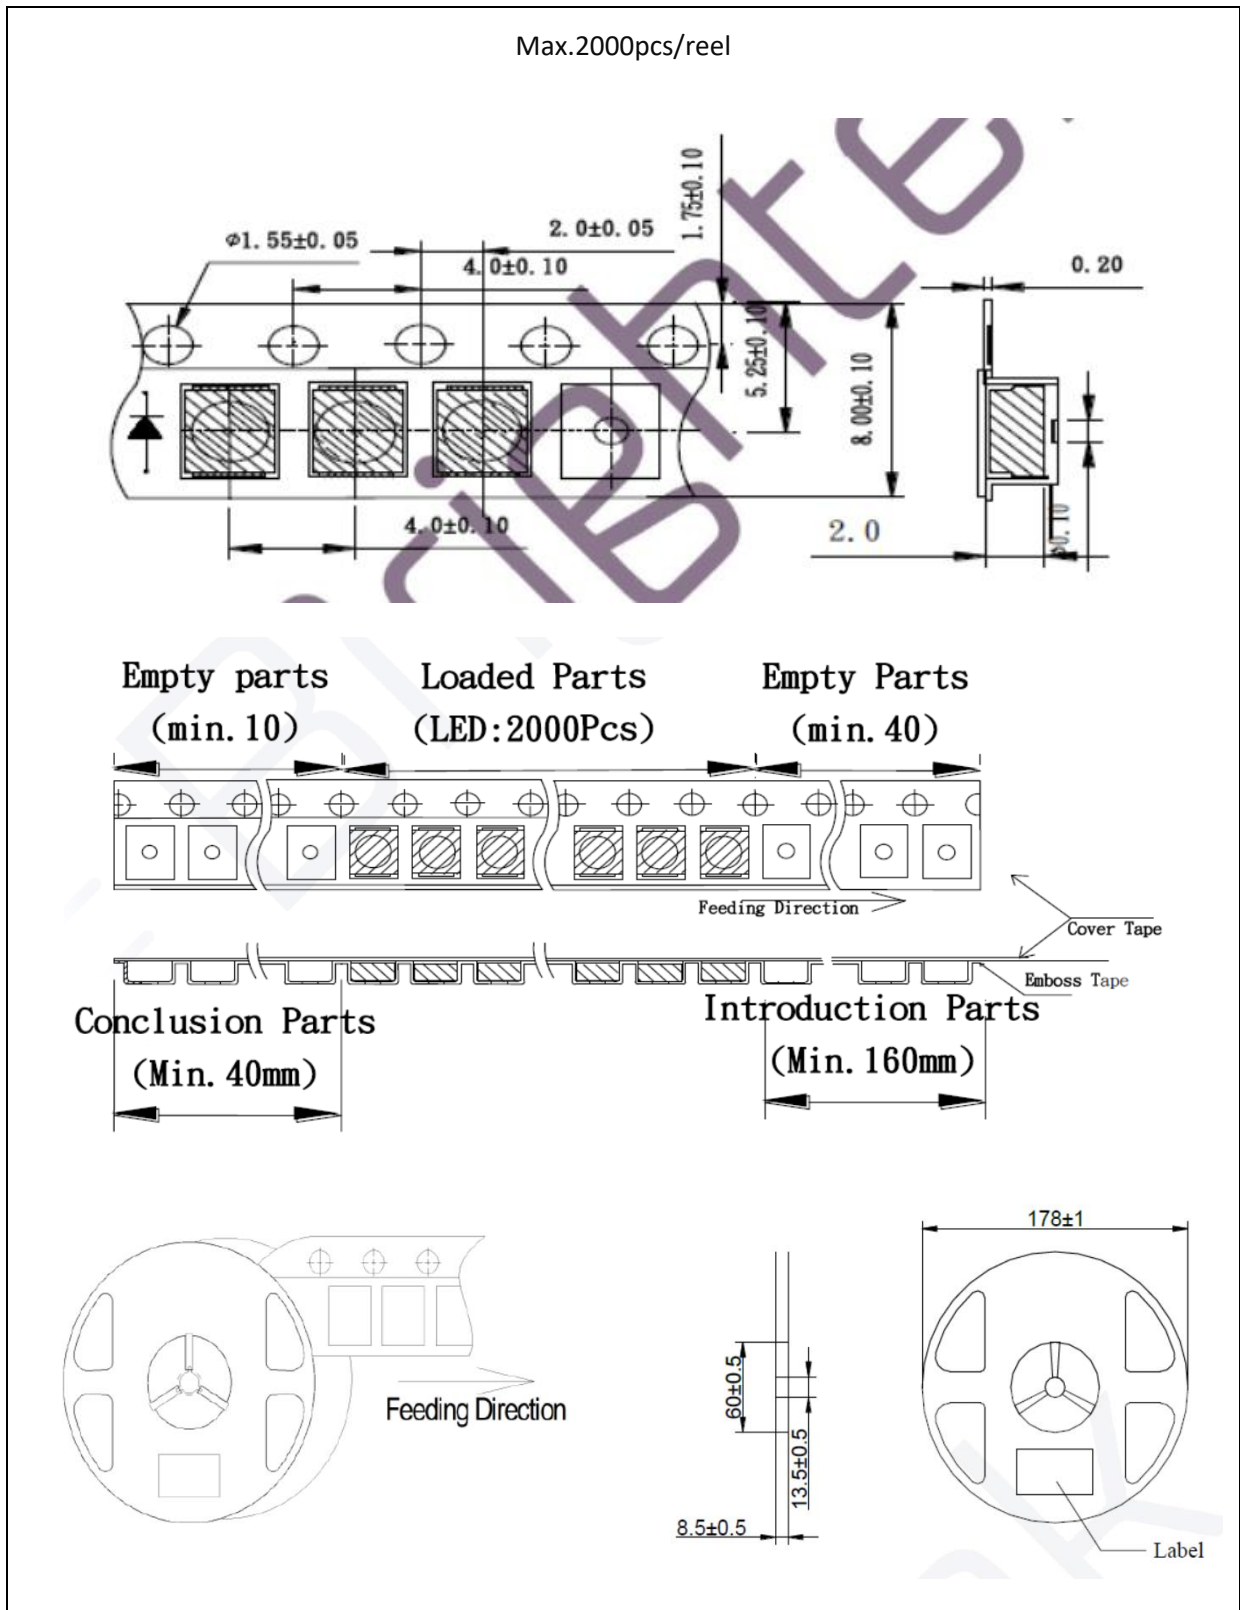 Max.2000pcs/reel
1.75±0.10
2.0±0.05
ø1.55±0.05
4.0±0.10
0.20
5.25±0.10
8.00±0.10
4.0±0.10
2.0
Empty parts
(min.10)
Loaded Parts
(LED:2000Pcs)
Empty Parts
(min.40)
Feeding Direction
Cover Tape
Emboss Tape
Conclusion Parts
(Min.40mm)
Introduction Parts
(Min.160mm)
178±1
Feeding Direction
60±0.5
13.5±0.5
8.5±0.5
Label